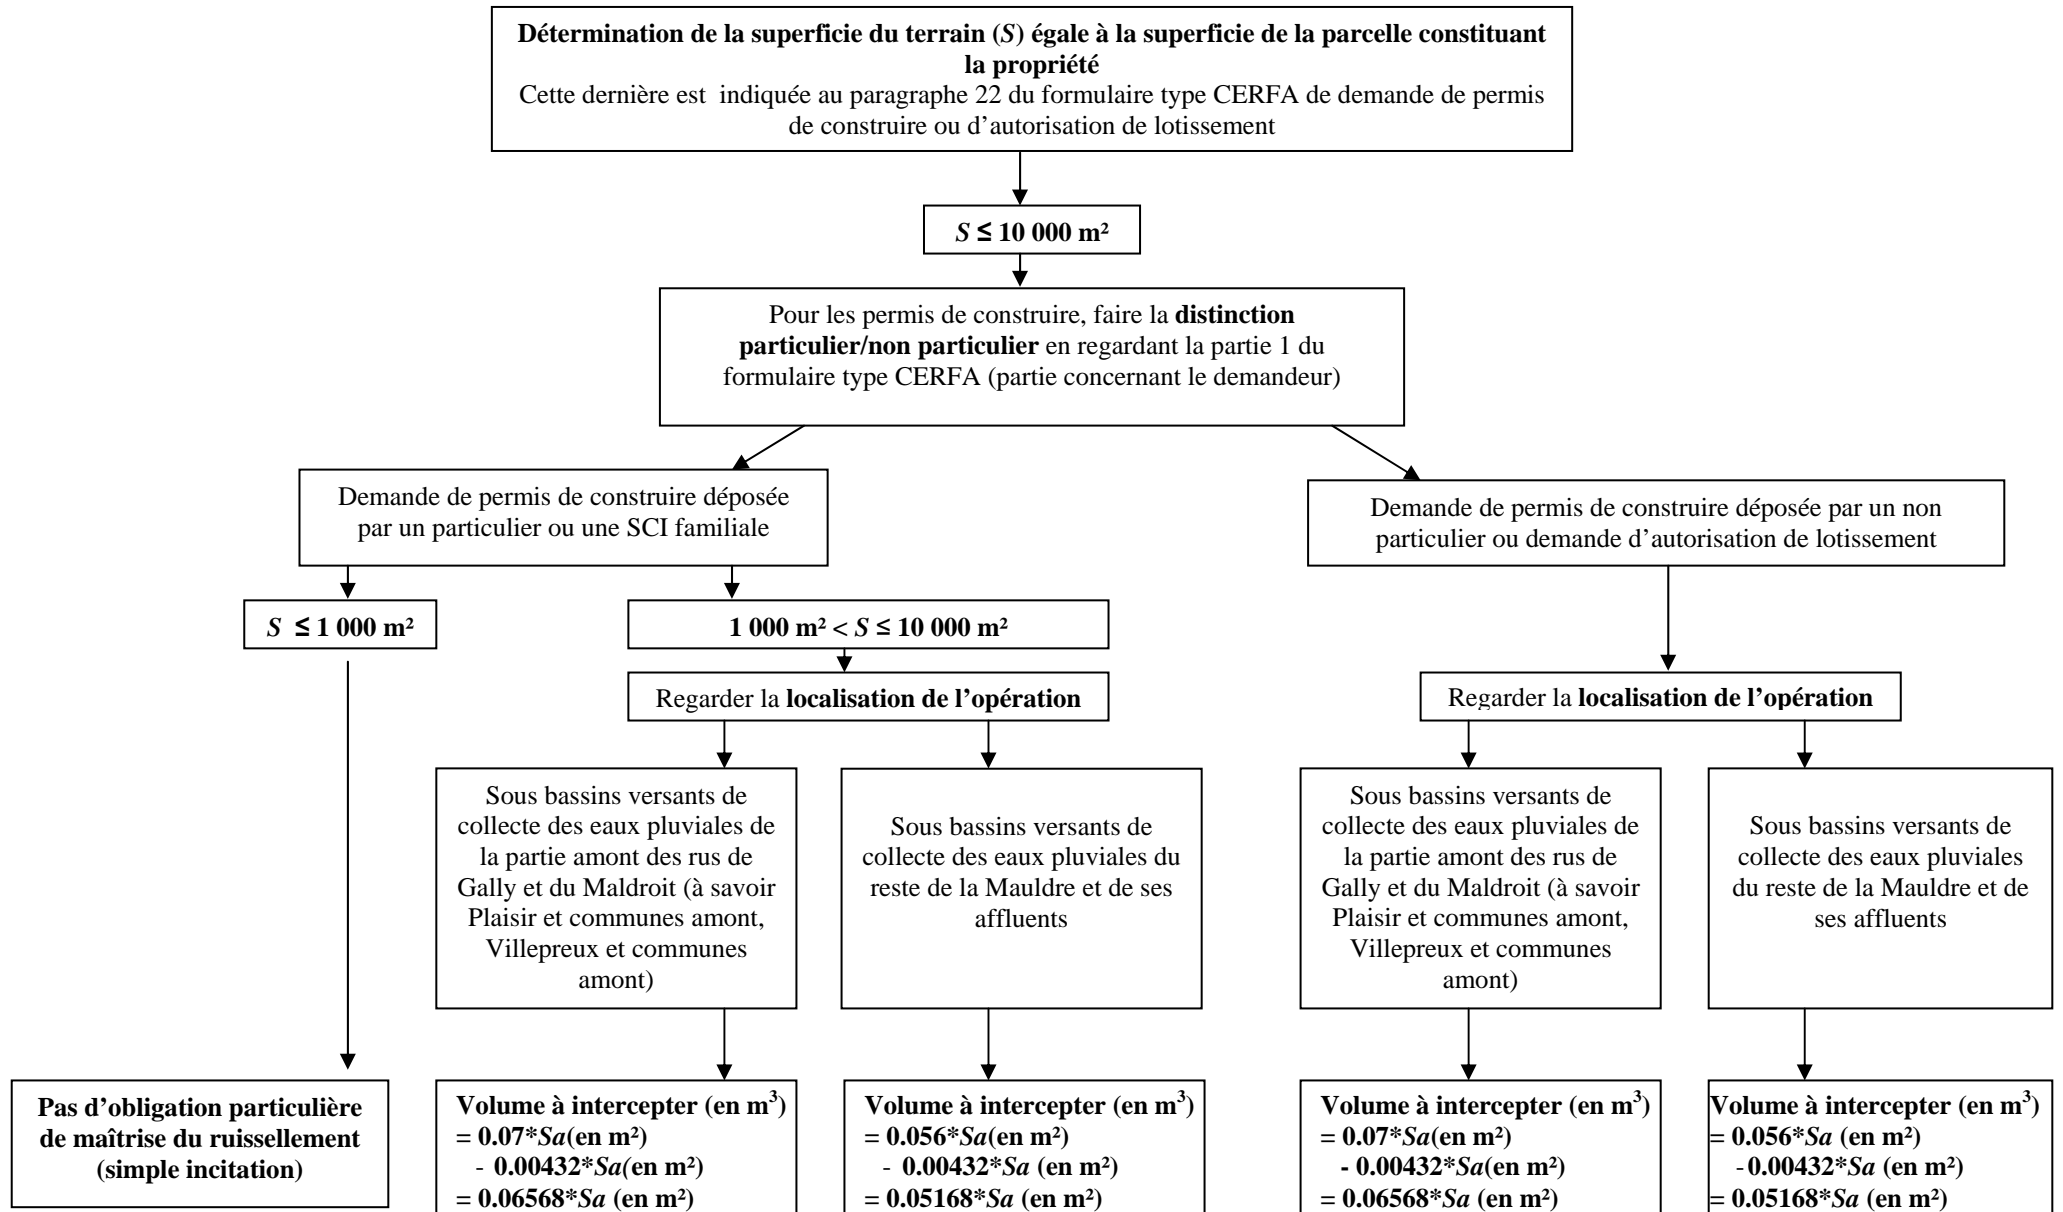 Détermination de la superficie du terrain (S) égale à la superficie de la parcelle constituant
la propriété
Cette dernière est indiquée au paragraphe 22 du formulaire type CERFA de demande de permis
de construire ou d’autorisation de lotissement
S ≤ 10 000 m²
Pour les permis de construire, faire la distinction
particulier/non particulier en regardant la partie 1 du
formulaire type CERFA (partie concernant le demandeur)
Demande de permis de construire déposée
par un particulier ou une SCI familiale
Demande de permis de construire déposée par un non
particulier ou demande d’autorisation de lotissement
S ≤ 1 000 m²
1 000 m² < S ≤ 10 000 m²
Regarder la localisation de l’opération
Regarder la localisation de l’opération
Sous bassins versants de
collecte des eaux pluviales de
la partie amont des rus de
Gally et du Maldroit (à savoir
Plaisir et communes amont,
Villepreux et communes
amont)
Sous bassins versants de
collecte des eaux pluviales du
reste de la Mauldre et de ses
affluents
Sous bassins versants de
collecte des eaux pluviales de
la partie amont des rus de
Gally et du Maldroit (à savoir
Plaisir et communes amont,
Villepreux et communes
amont)
Sous bassins versants de
collecte des eaux pluviales
du reste de la Mauldre et de
ses affluents
Pas d’obligation particulière
de maîtrise du ruissellement
(simple incitation)
Volume à intercepter (en m³)
= 0.07*Sa(en m²)
- 0.00432*Sa(en m²)
= 0.06568*Sa (en m²)
Volume à intercepter (en m³)
= 0.056*Sa(en m²)
- 0.00432*Sa (en m²)
= 0.05168*Sa (en m²)
Volume à intercepter (en m³)
= 0.07*Sa(en m²)
- 0.00432*Sa(en m²)
= 0.06568*Sa (en m²)
Volume à intercepter (en m³)
= 0.056*Sa (en m²)
- 0.00432*Sa (en m²)
= 0.05168*Sa (en m²)